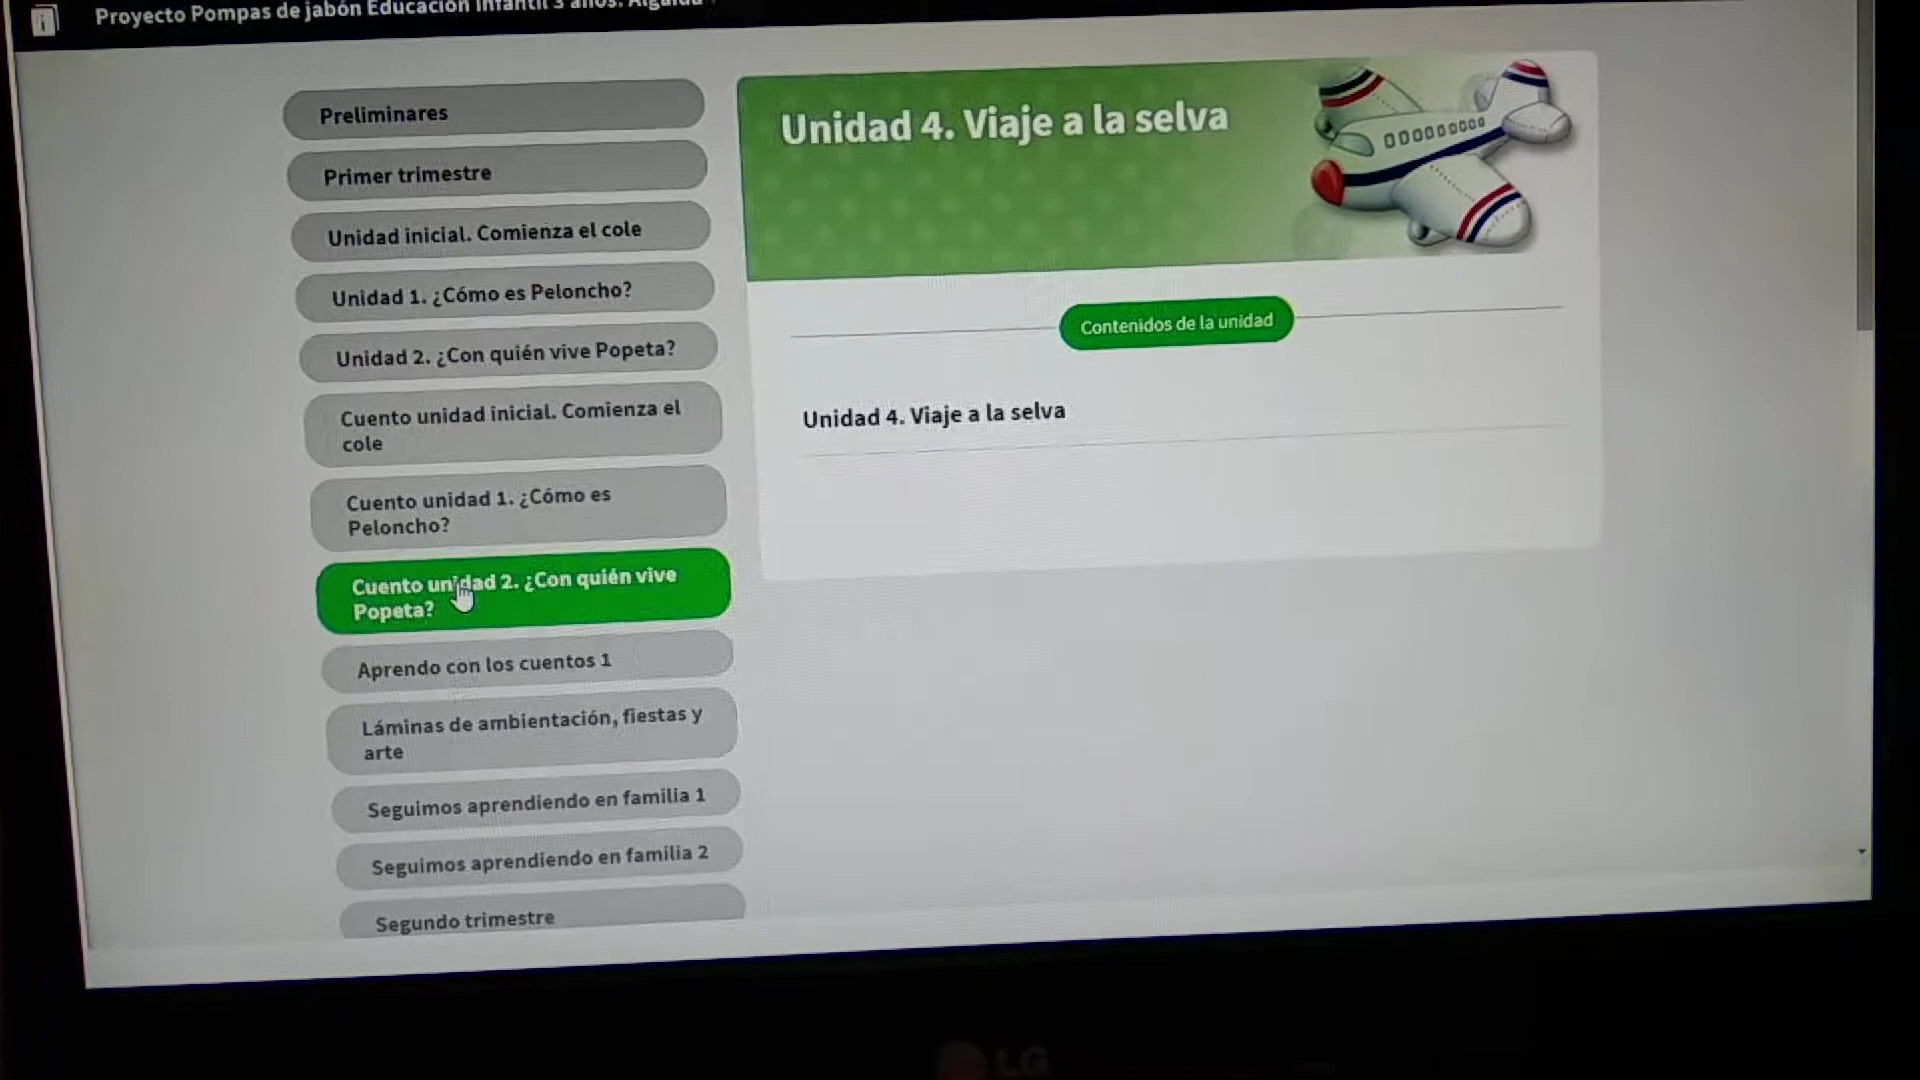 Proyecto Pompas de jabón Educación Infantil 3 años. Algaida
Preliminares
Primer trimestre
Unidad inicial. Comienza el cole
Unidad 1. ¿Cómo es Peloncho?
Unidad 2. ¿Con quién vive Popeta?
Cuento unidad inicial. Comienza el
cole
Cuento unidad 1. ¿Cómo es
Peloncho?
Cuento unidad 2. ¿Con quién vive
Popeta?
Aprendo con los cuentos 1
Láminas de ambientación, fiestas y
arte
Seguimos aprendiendo en familia 1
Seguimos aprendiendo en familia 2
Segundo trimestre
Unidad 4. Viaje a la selva
Contenidos de la unidad
Unidad 4. Viaje a la selva
LG